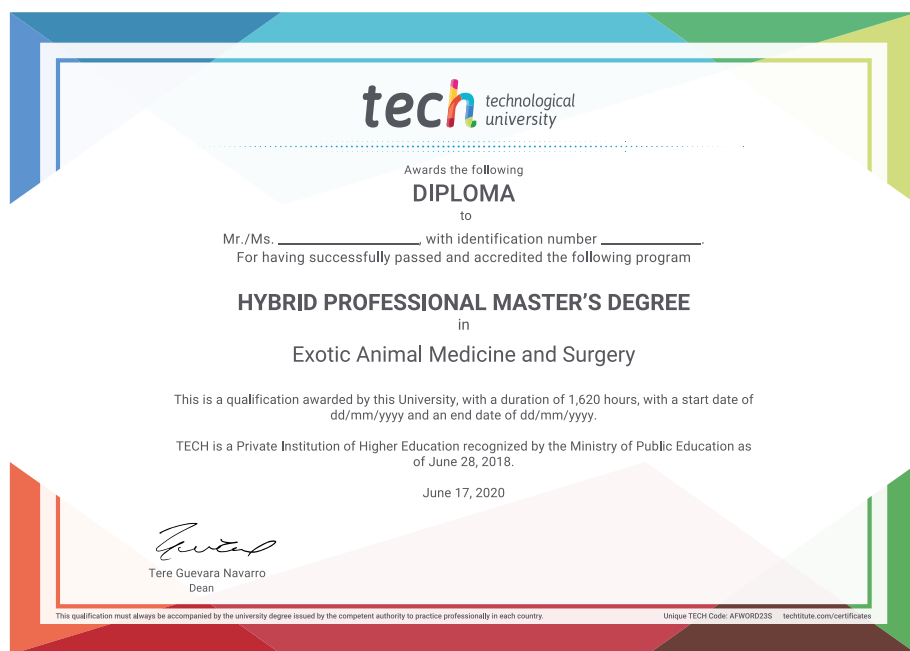 tech technological
university
Awards the following
DIPLOMA
to
Mr./Ms. ____________________, with identification number ______________.
For having successfully passed and accredited the following program
HYBRID PROFESSIONAL MASTER'S DEGREE
in
Exotic Animal Medicine and Surgery
This is a qualification awarded by this University, with a duration of 1,620 hours, with a start date of
dd/mm/yyyy and an end date of dd/mm/yyyy.
TECH is a Private Institution of Higher Education recognized by the Ministry of Public Education as
of June 28, 2018.
June 17, 2020
Tere Guevara Navarro
Dean
This qualification must always be accompanied by the university degree issued by the competent authority to practice professionally in each country. Unique TECH Code: AFWORD23S techtitute.com/certificates